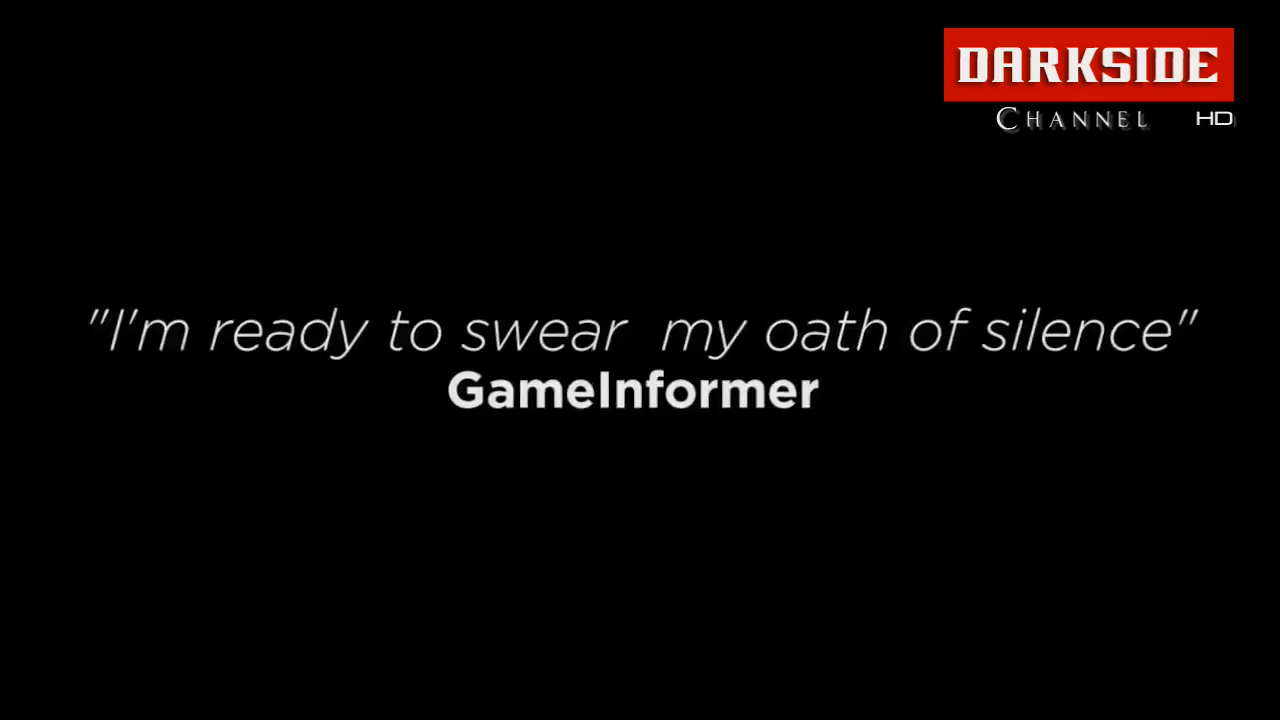 DARKSIDE
CHANNEL HD
"I'm ready to swear  my oath of silence"
GameInformer